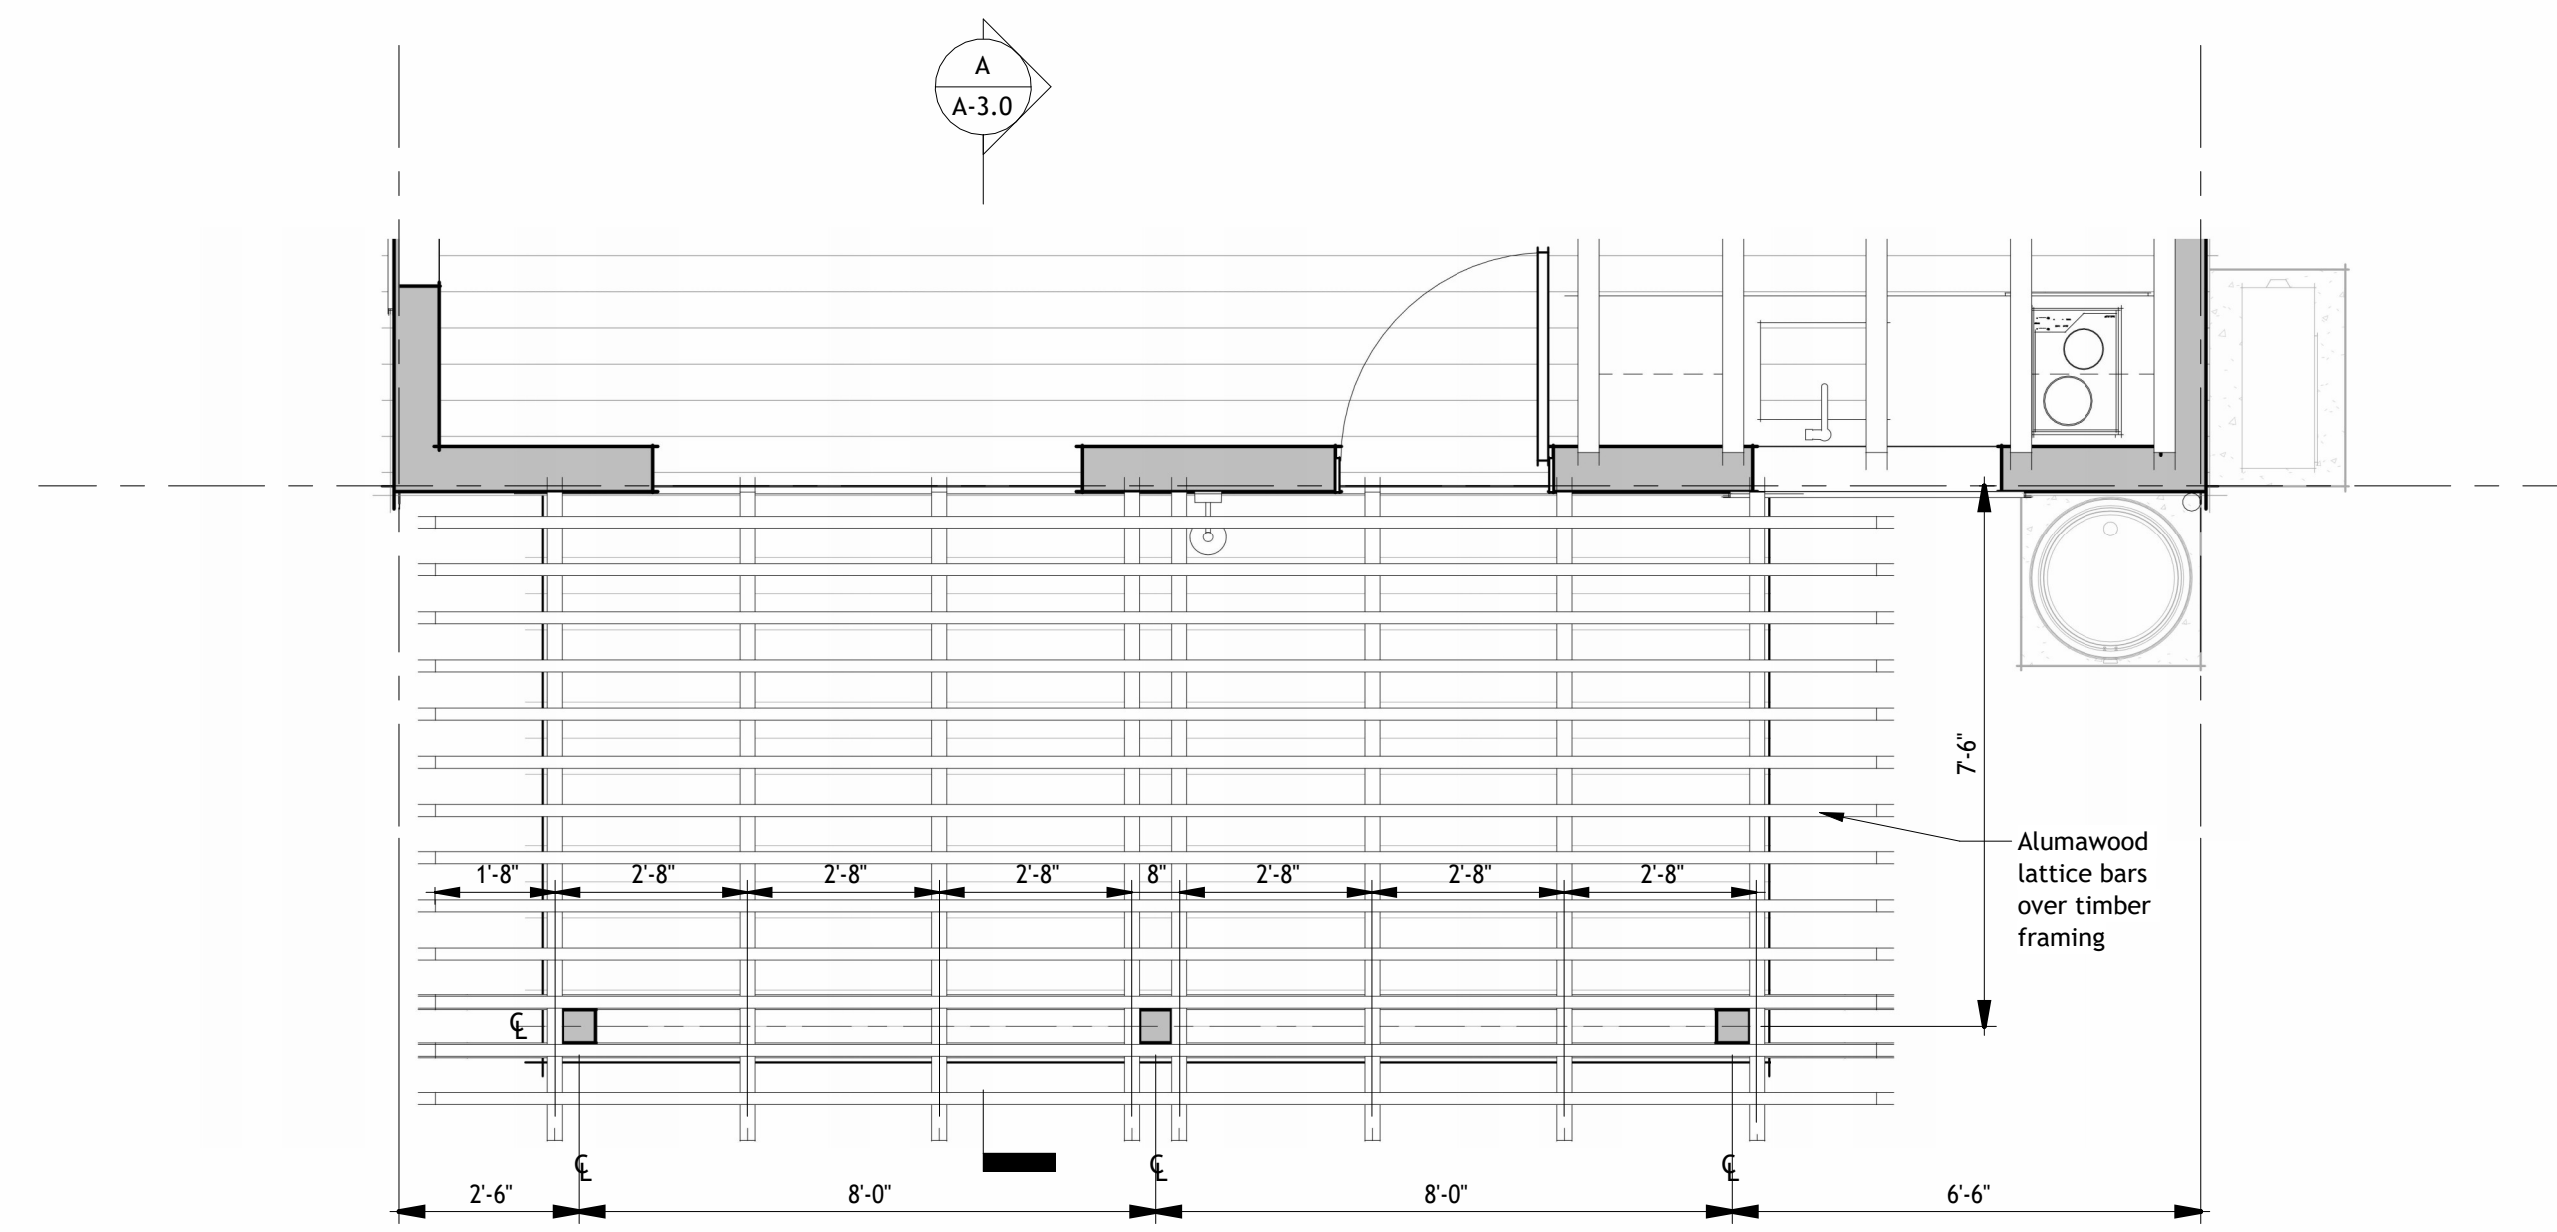 A
A-3.0
7'-6"
Alumawood
lattice bars
over timber
framing
1'-8" 2'-8" 2'-8" 2'-8" 8" 2'-8" 2'-8" 2'-8"
℄
℄ ℄ ℄
2'-6" 8'-0" 8'-0" 6'-6"